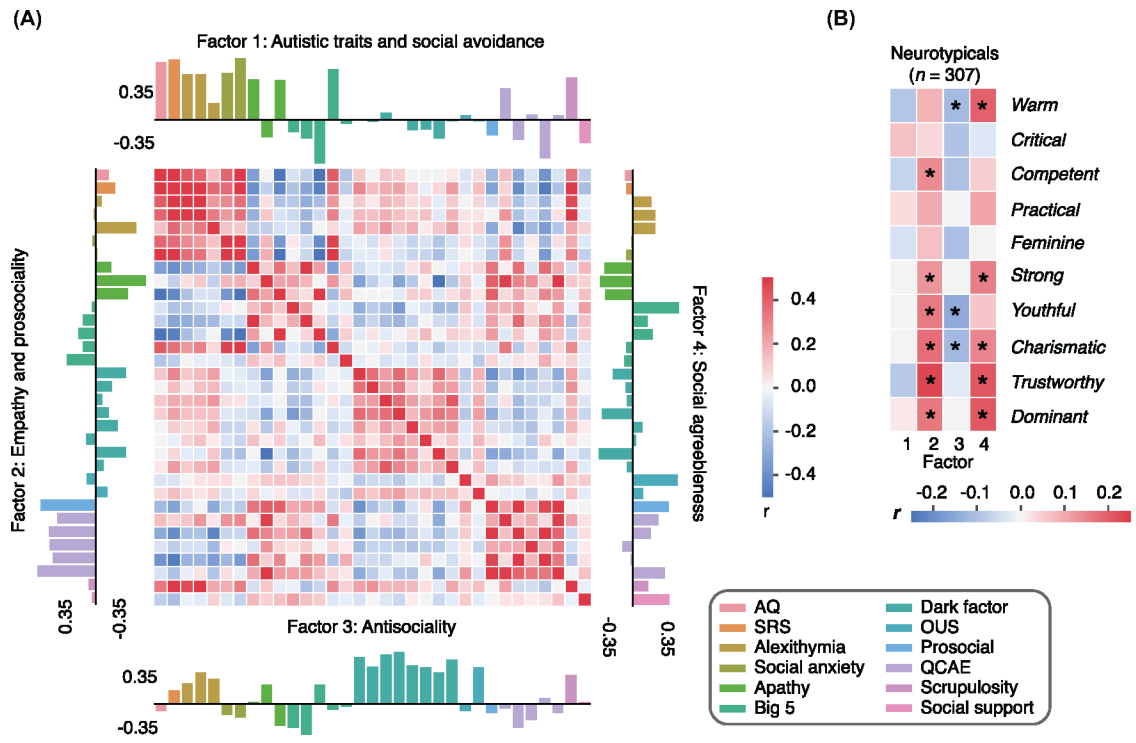 (A)
(B)
Factor 1: Autistic traits and social avoidance
0.35
-0.35
Factor 2: Empathy and proscociality
0.35
-0.35
Factor 4: Social agreebleness
-0.35
0.35
Factor 3: Antisociality
0.35
-0.35
0.4
0.2
0.0
-0.2
-0.4
r
Neurotypicals
(n = 307)
* * Warm
Critical
* Competent
Practical
Feminine
* * Strong
* * Youthful
* * * Charismatic
* * Trustworthy
* * Dominant
1 2 3 4
Factor
r -0.2 -0.1 0.0 0.1 0.2
AQ
SRS
Alexithymia
Social anxiety
Apathy
Big 5
Dark factor
OUS
Prosocial
QCAE
Scrupulosity
Social support